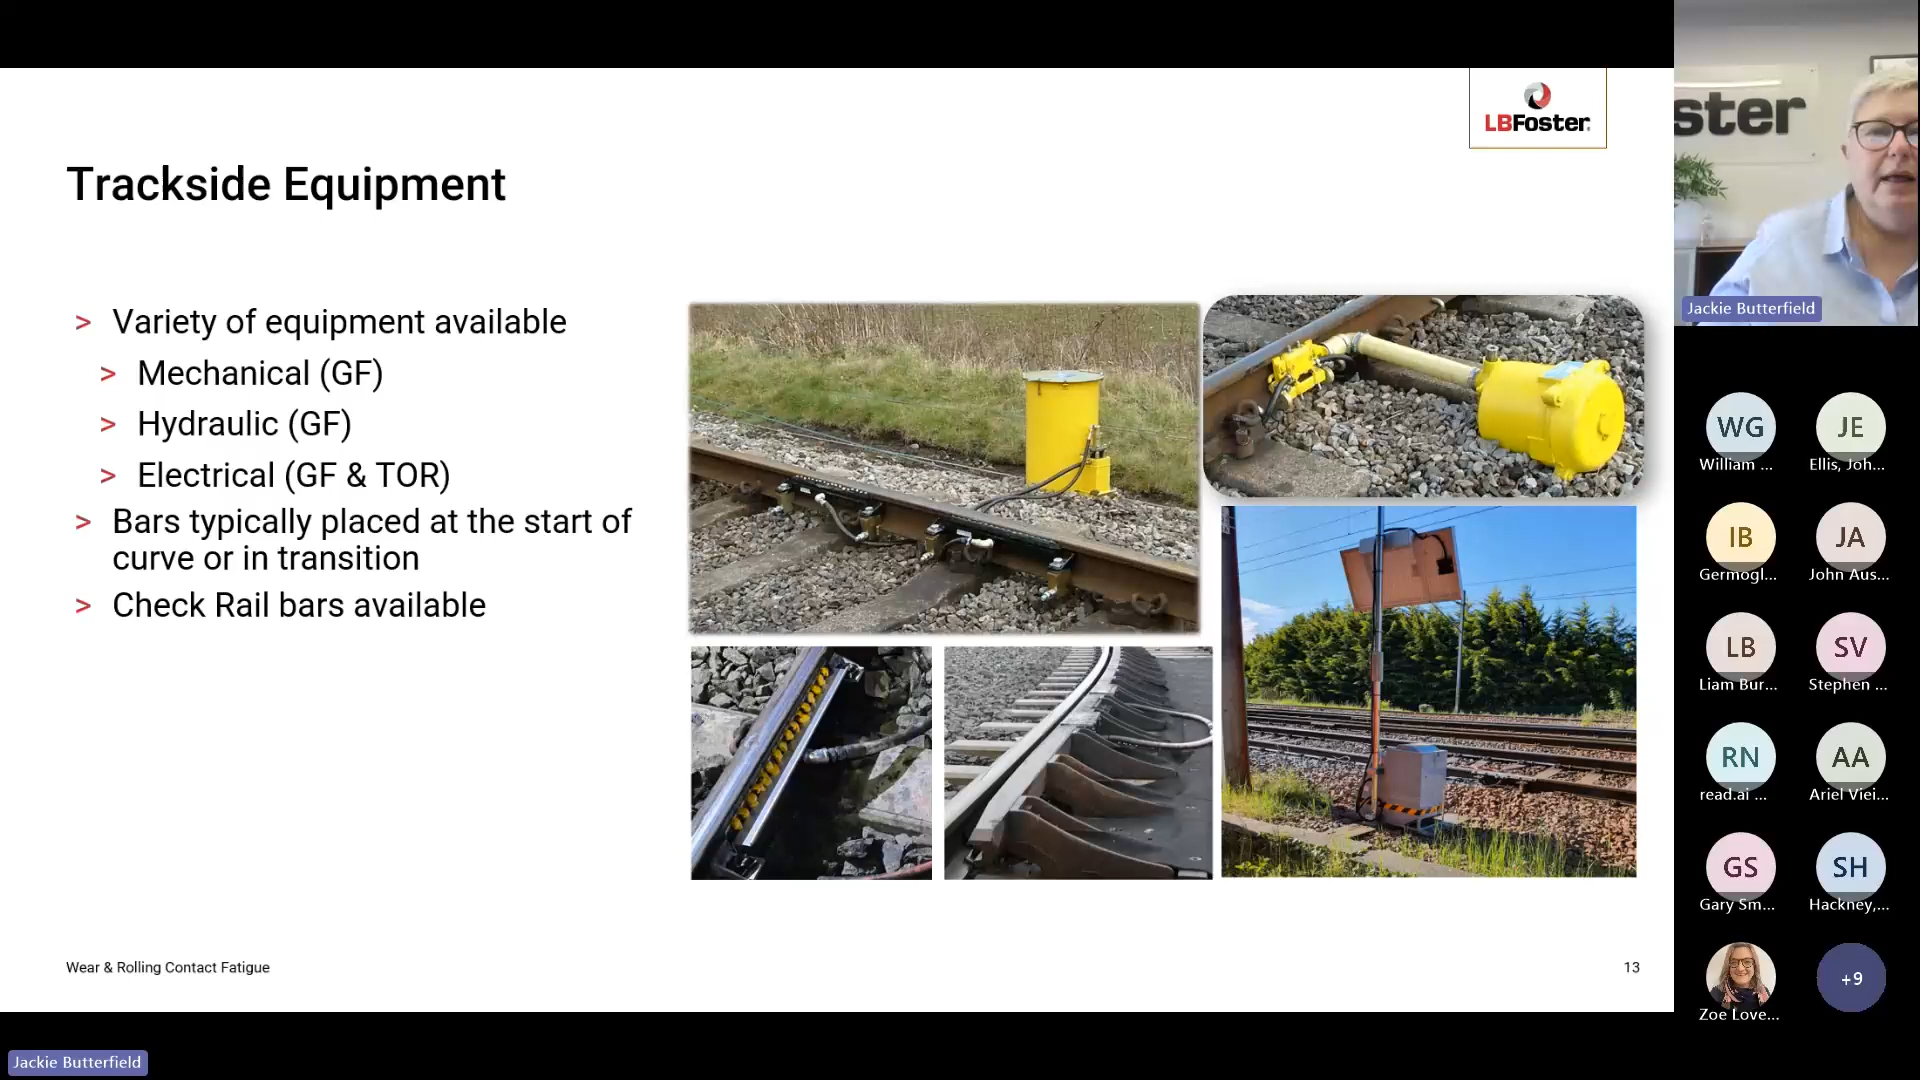 LBFoster
Trackside Equipment
> Variety of equipment available
> Mechanical (GF)
> Hydraulic (GF)
> Electrical (GF & TOR)
> Bars typically placed at the start of
curve or in transition
> Check Rail bars available
Wear & Rolling Contact Fatigue
13
Jackie Butterfield
ster
Jackie Butterfield
WG
William ...
JE
Ellis, Joh...
IB
Germogl...
JA
John Aus...
LB
Liam Bur...
SV
Stephen ...
RN
read.ai ...
AA
Ariel Viei...
GS
Gary Sm...
SH
Hackney,...
Zoe Love...
+9